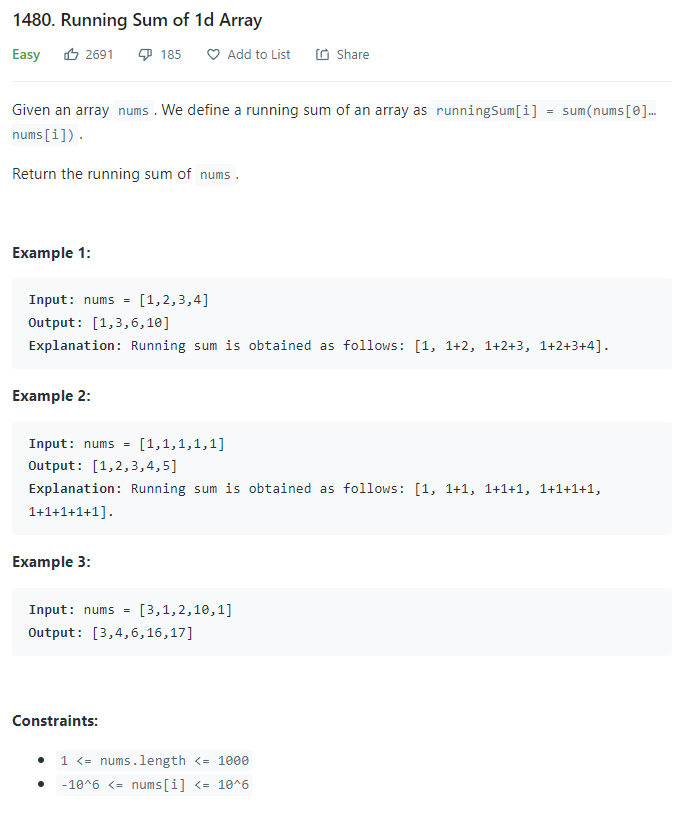 1480. Running Sum of 1d Array
Easy 2691 185 Add to List Share
Given an array nums . We define a running sum of an array as runningSum[i] = sum(nums[0]…
nums[i]) .
Return the running sum of nums .
Example 1:
Input: nums = [1,2,3,4]
Output: [1,3,6,10]
Explanation: Running sum is obtained as follows: [1, 1+2, 1+2+3, 1+2+3+4].
Example 2:
Input: nums = [1,1,1,1,1]
Output: [1,2,3,4,5]
Explanation: Running sum is obtained as follows: [1, 1+1, 1+1+1, 1+1+1+1,
1+1+1+1+1].
Example 3:
Input: nums = [3,1,2,10,1]
Output: [3,4,6,16,17]
Constraints:
• 1 <= nums.length <= 1000
• -10^6 <= nums[i] <= 10^6